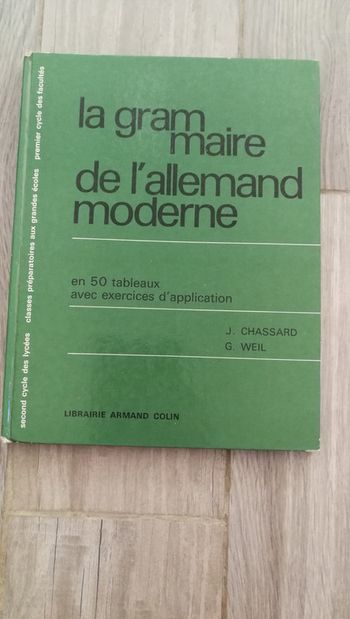 la gram
maire
de l'allemand
moderne
en 50 tableaux
avec exercices d'application
J. CHASSARD
G. WEIL
LIBRAIRIE ARMAND COLIN
second cycle des lycées classes préparatoires aux grandes écoles premier cycle des facultés